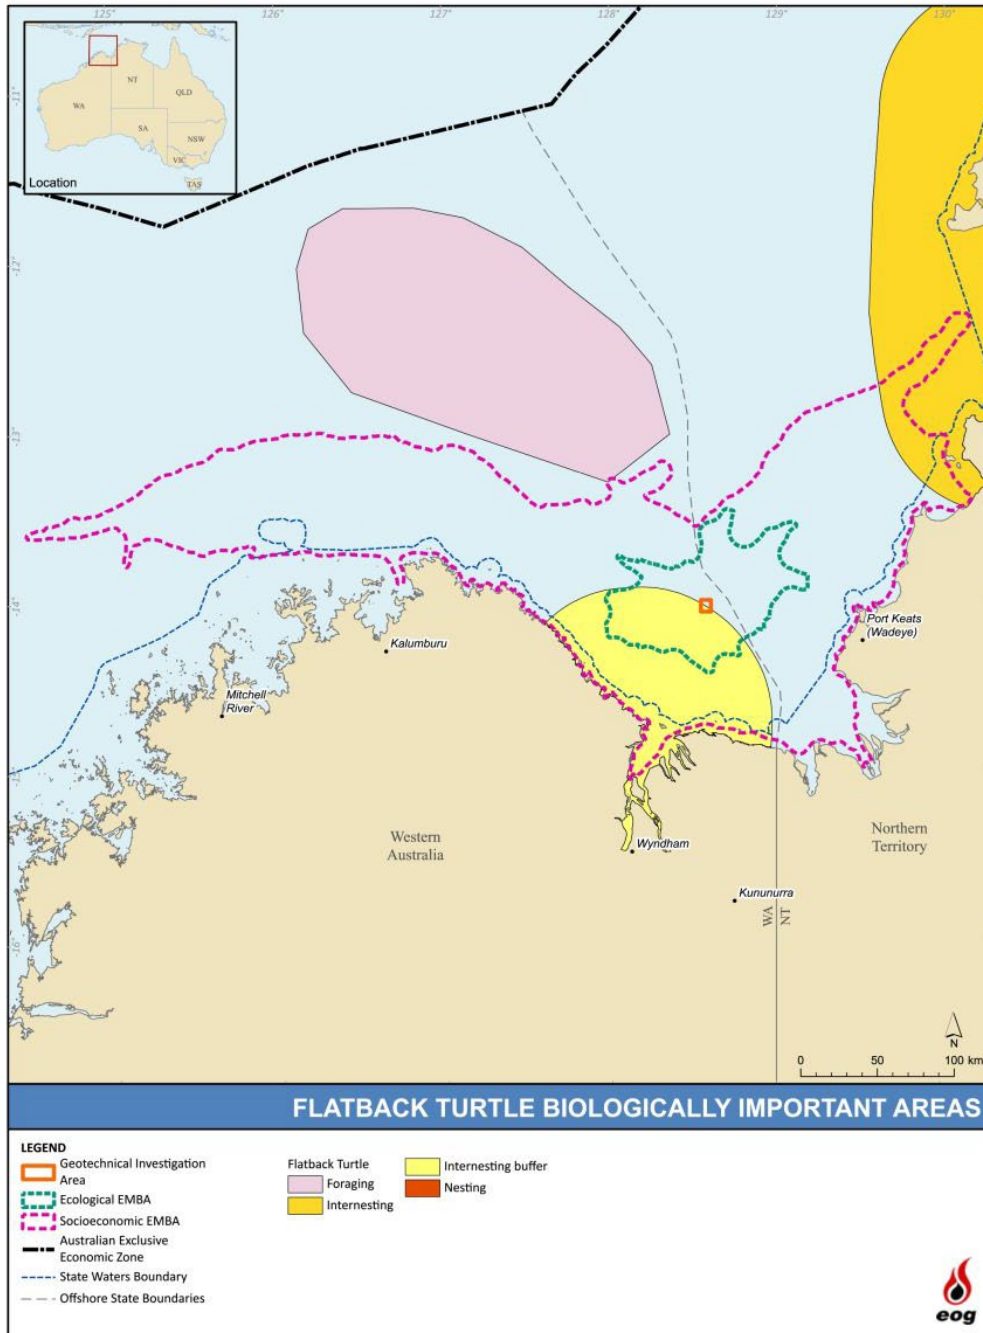 125°
126°
127°
128°
129°
130°
-11°
-12°
-13°
-14°
-15°
-16°
WA
NT
QLD
SA
NSW
VIC
TAS
Location
Kalumburu
Mitchell
River
Port Keats
(Wadeye)
Western
Australia
Wyndham
Northern
Territory
Kununurra
WA
NT
N
0 50 100 km
FLATBACK TURTLE BIOLOGICALLY IMPORTANT AREAS
LEGEND
Geotechnical Investigation
Area
Ecological EMBA
Socioeconomic EMBA
Australian Exclusive
Economic Zone
State Waters Boundary
Offshore State Boundaries
Flatback Turtle
Foraging
Internesting
Internesting buffer
Nesting
eog